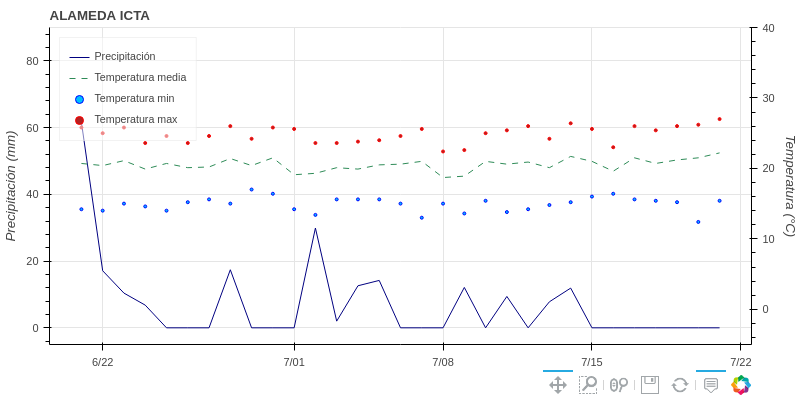 ALAMEDA ICTA
Precipitación
Temperatura media
Temperatura min
Temperatura max
Precipitación (mm)
80
60
40
20
0
40
30
20
10
0
Temperatura (°C)
6/22 7/01 7/08 7/15 7/22